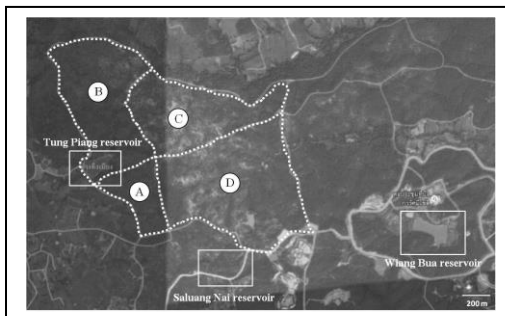 B
C
Tung Piang reservoir
A
D
Wiang Bua reservoir
Saluang Nai reservoir
200 m